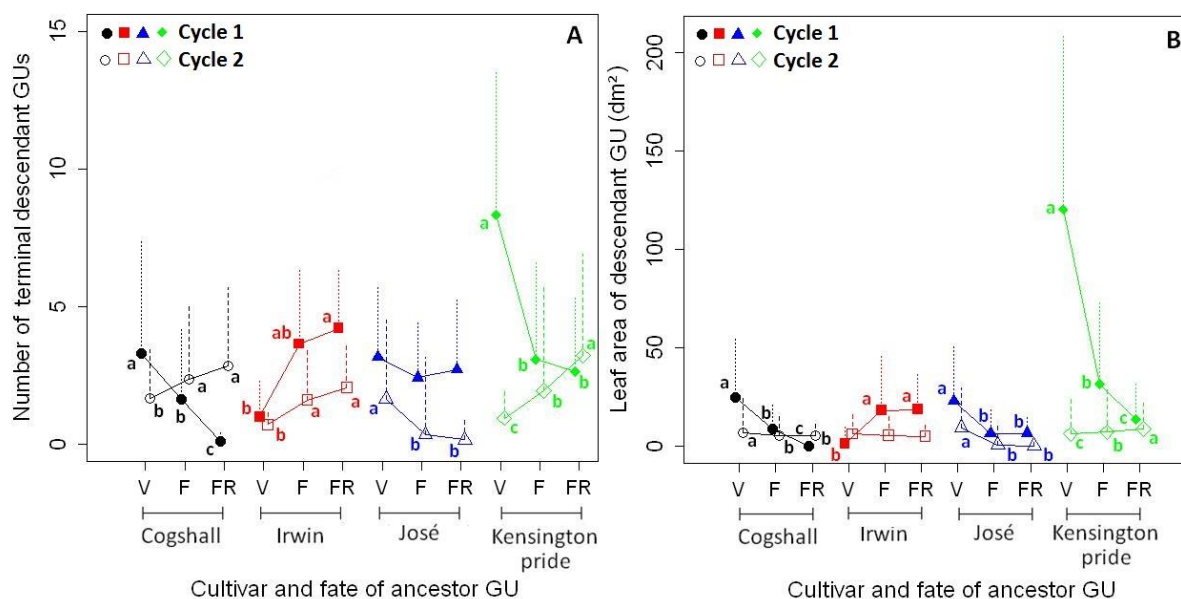 Number of terminal descendant GUs
15
10
5
0
Cycle 1
Cycle 2
A
a
b
c
b
a
a
b
ab
a
b
a
a
a
b
b
a
b
b
c
b
a
V F FR V F FR V F FR V F FR
Cogshall Irwin José Kensington
pride
Cultivar and fate of ancestor GU
Leaf area of descendant GU (dm²)
200
150
100
50
0
Cycle 1
Cycle 2
B
a
b
c
a
b
b
b
a
a
a
b
b
a
b
b
a
b
b
c
b
a
V F FR V F FR V F FR V F FR
Cogshall Irwin José Kensington
pride
Cultivar and fate of ancestor GU